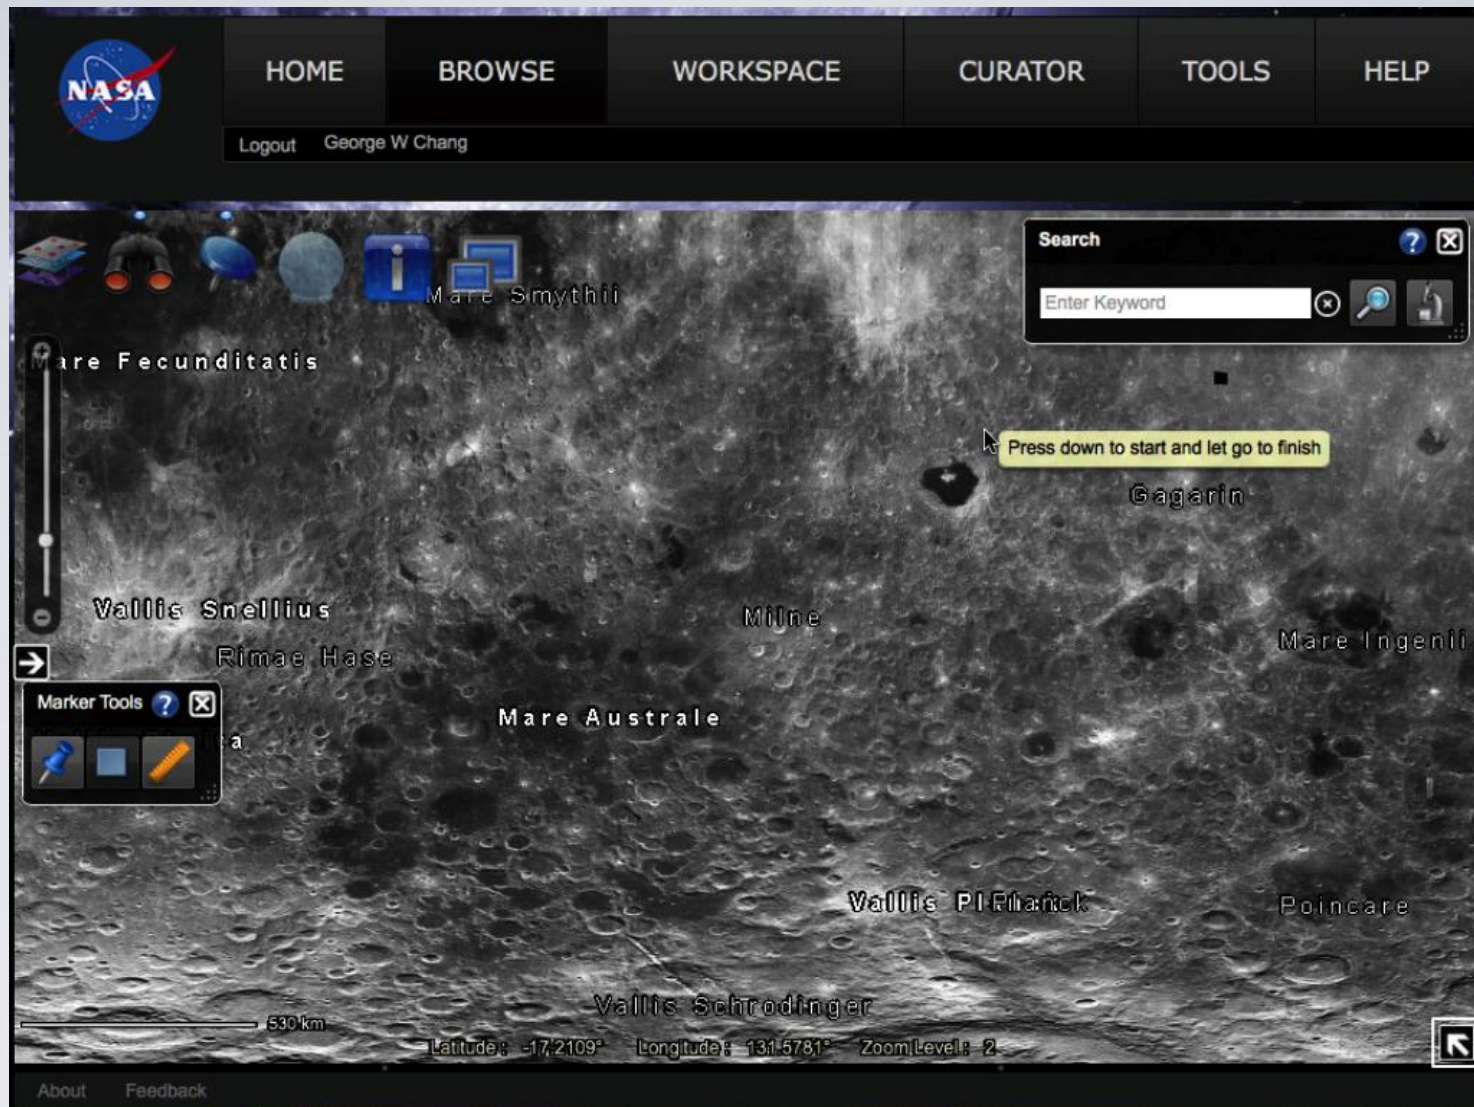 NASA
HOME BROWSE WORKSPACE CURATOR TOOLS HELP
Logout George W Chang
Search ?
Enter Keyword
i
Mare Smythii
Mare Fecunditatis
Press down to start and let go to finish
Gagarin
Vallis Snellius
Milne
Mare Ingenii
Rimae Hase
Marker Tools ?
Mare Australe
a
Vallis
Poincare
Vallis Schrodinger
530 km
Latitude : -17.2109° Longitude : 131.5781° Zoom Level : 2
About Feedback